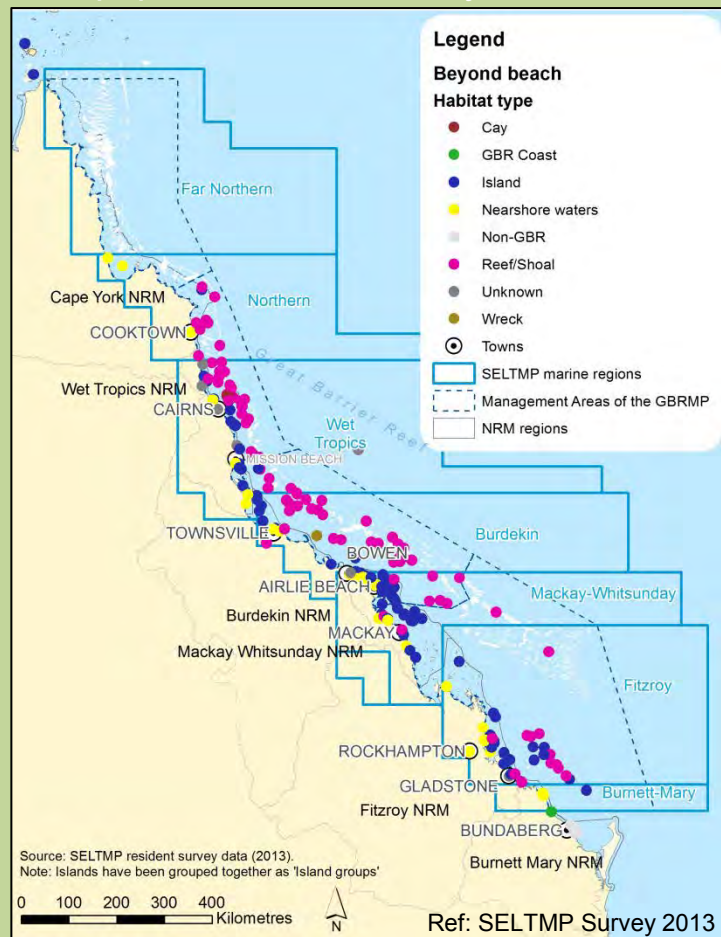 Legend
Beyond beach
Habitat type
Cay
GBR Coast
Island
Nearshore waters
Non-GBR
Reef/Shoal
Unknown
Wreck
Towns
SELTMP marine regions
Management Areas of the GBRMP
NRM regions
Far Northern
Cape York NRM
Northern
COOKTOWN
Great Barrier Reef
Wet Tropics NRM
CAIRNS
Wet
Tropics
MISSION BEACH
TOWNSVILLE
Burdekin
BOWEN
AIRLIE BEACH
Mackay-Whitsunday
Burdekin NRM
MACKAY
Mackay Whitsunday NRM
Fitzroy
ROCKHAMPTON
GLADSTONE
Burnett-Mary
Fitzroy NRM
BUNDABERG
Burnett Mary NRM
Source: SELTMP resident survey data (2013).
Note: Islands have been grouped together as 'Island groups'
0 100 200 300 400
Kilometres
N
Ref: SELTMP Survey 2013